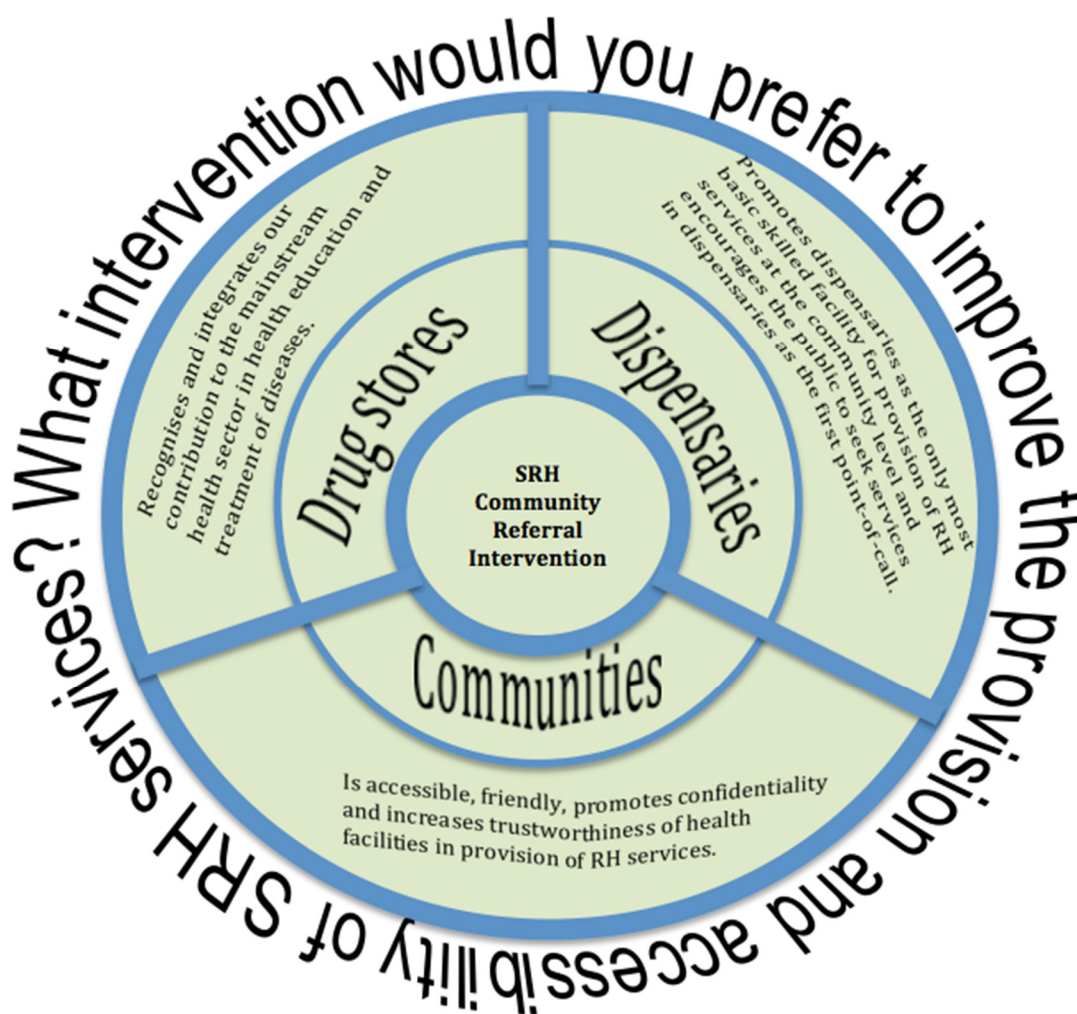 What intervention would you prefer to improve the provision and accessibility of SRH services?
Drug stores
Recognises and integrates our
contribution to the mainstream
health sector in health education and
treatment of diseases.
Dispensaries
Promotes dispensaries as the only most
basic skilled facility for provision of RH
services at the community level and
encourages the public to seek services
in dispensaries as the first point-of-call.
SRH
Community
Referral
Intervention
Communities
Is accessible, friendly, promotes confidentiality
and increases trustworthiness of health
facilities in provision of RH services.